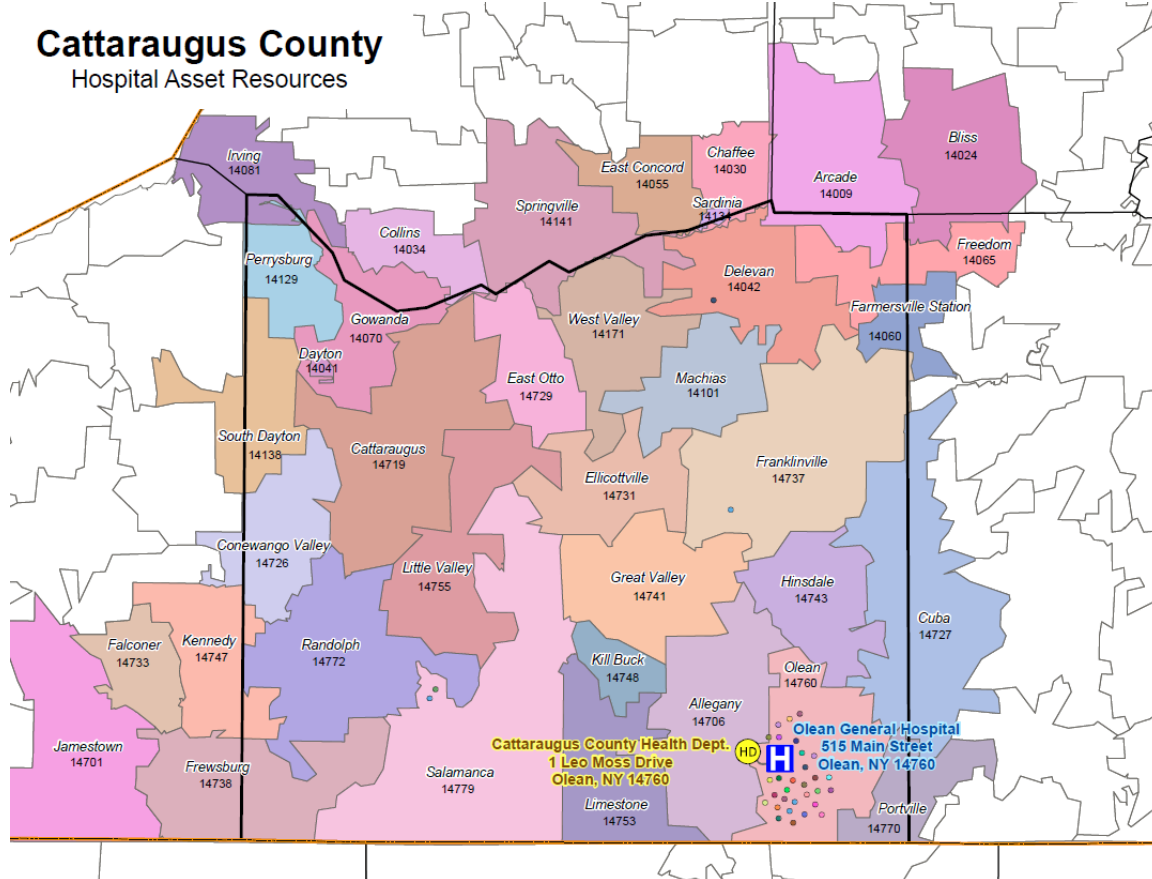 Cattaraugus County
Hospital Asset Resources
Irving
14081
Bliss
14024
Chaffee
14030
East Concord
14055
Arcade
14009
Springville
14141
Sardinia
14134
Collins
14034
Freedom
14065
Perrysburg
14129
Delevan
14042
Farmersville Station
14060
Gowanda
14070
West Valley
14171
Dayton
14041
East Otto
14729
Machias
14101
South Dayton
14138
Cattaraugus
14719
Franklinville
14737
Ellicottville
14731
Conewango Valley
14726
Little Valley
14755
Great Valley
14741
Hinsdale
14743
Cuba
14727
Falconer
14733
Kennedy
14747
Randolph
14772
Kill Buck
14748
Olean
14760
Allegany
14706
Jamestown
14701
Frewsburg
14738
Salamanca
14779
Cattaraugus County Health Dept.
1 Leo Moss Drive
Olean, NY 14760
HD
H
Olean General Hospital
515 Main Street
Olean, NY 14760
Limestone
14753
Portville
14770